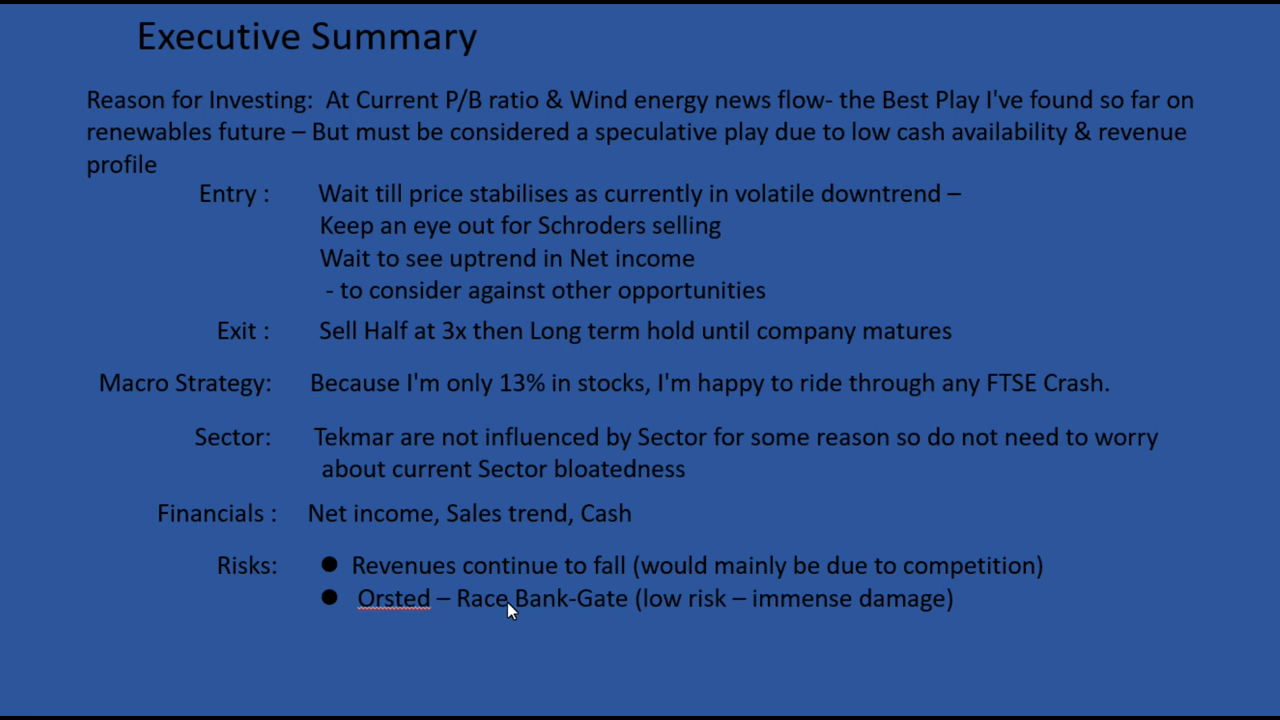 Executive Summary
Reason for Investing: At Current P/B ratio & Wind energy news flow- the Best Play I've found so far on
renewables future – But must be considered a speculative play due to low cash availability & revenue
profile
Entry : Wait till price stabilises as currently in volatile downtrend –
Keep an eye out for Schroders selling
Wait to see uptrend in Net income
- to consider against other opportunities
Exit : Sell Half at 3x then Long term hold until company matures
Macro Strategy: Because I'm only 13% in stocks, I'm happy to ride through any FTSE Crash.
Sector: Tekmar are not influenced by Sector for some reason so do not need to worry
about current Sector bloatedness
Financials : Net income, Sales trend, Cash
Risks: ● Revenues continue to fall (would mainly be due to competition)
● Orsted – Race Bank-Gate (low risk – immense damage)